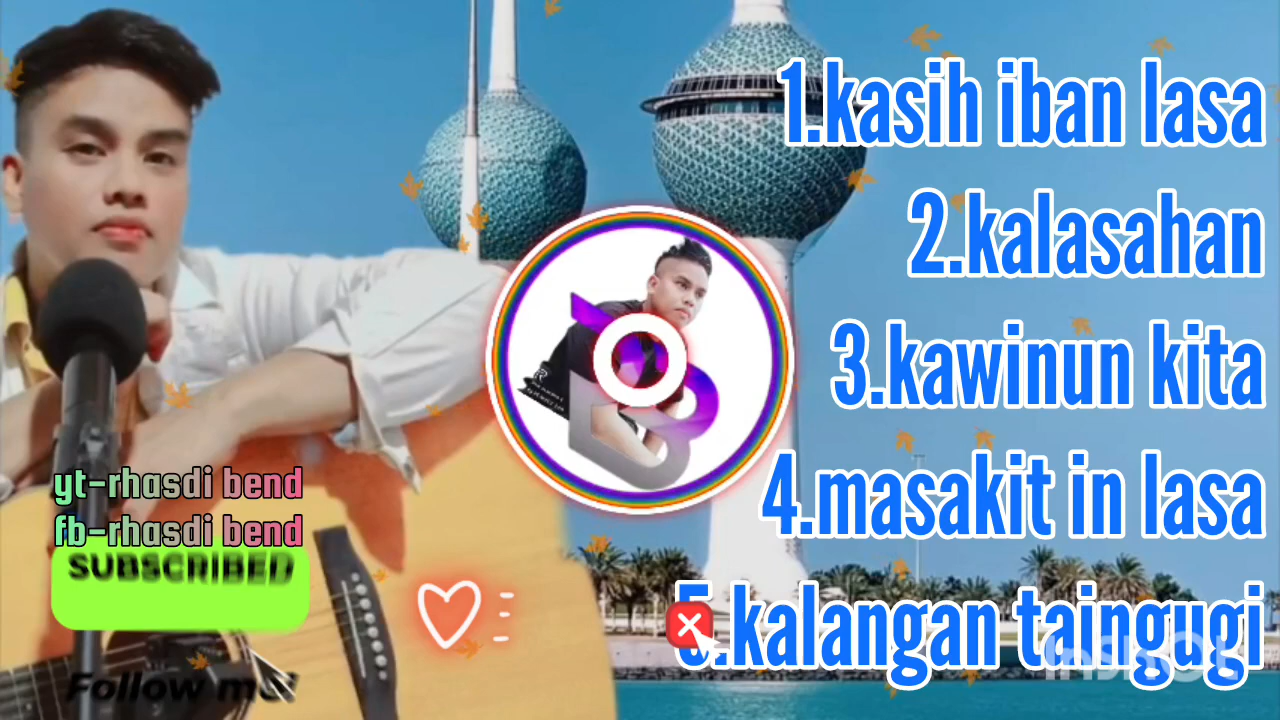 1.kasih iban lasa
2.kalasahan
3.kawinun kita
4.masakit in lasa
5.kalangan taingugi
yt-rhasdi bend
fb-rhasdi bend
SUBSCRIBED
Follow me!
InShOt